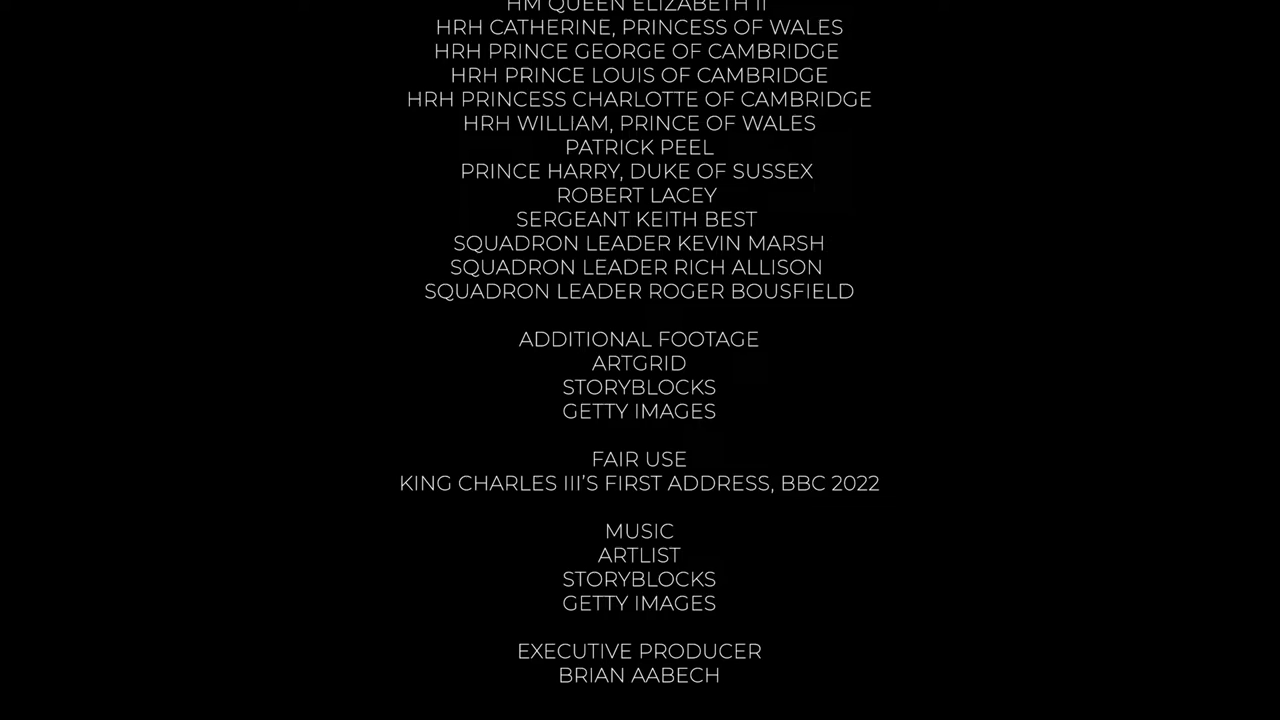 HM QUEEN ELIZABETH II
HRH CATHERINE, PRINCESS OF WALES
HRH PRINCE GEORGE OF CAMBRIDGE
HRH PRINCE LOUIS OF CAMBRIDGE
HRH PRINCESS CHARLOTTE OF CAMBRIDGE
HRH WILLIAM, PRINCE OF WALES
PATRICK PEEL
PRINCE HARRY, DUKE OF SUSSEX
ROBERT LACEY
SERGEANT KEITH BEST
SQUADRON LEADER KEVIN MARSH
SQUADRON LEADER RICH ALLISON
SQUADRON LEADER ROGER BOUSFIELD
ADDITIONAL FOOTAGE
ARTGRID
STORYBLOCKS
GETTY IMAGES
FAIR USE
KING CHARLES III'S FIRST ADDRESS, BBC 2022
MUSIC
ARTLIST
STORYBLOCKS
GETTY IMAGES
EXECUTIVE PRODUCER
BRIAN AABECH